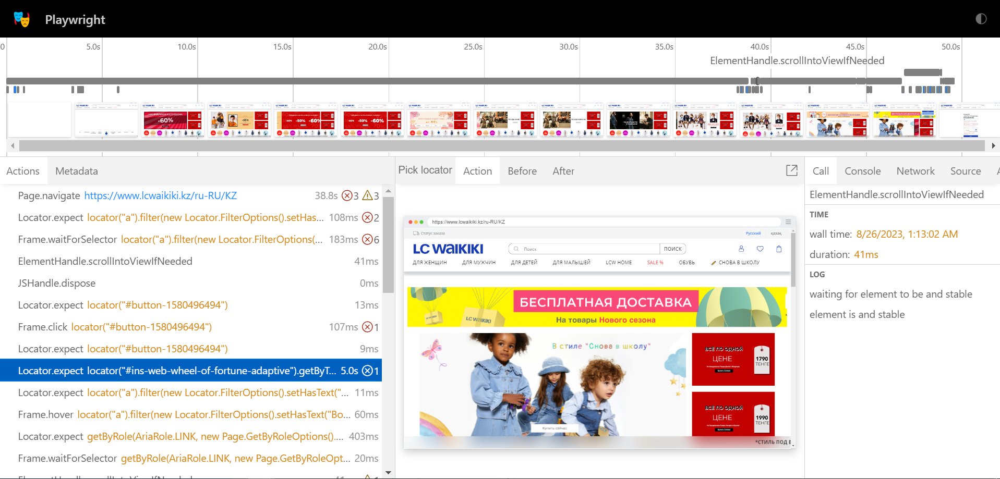 Playwright
0
5.0s
10.0s
15.0s
20.0s
25.0s
30.0s
35.0s
40.0s
45.0s
50.0s
ElementHandle.scrollIntoViewIfNeeded
Actions
Metadata
Page.navigate https://www.lcwaikiki.kz/ru-RU/KZ 38.8s 3 3
Locator.expect locator("a").filter(new Locator.FilterOptions().setHas... 108ms 2
Frame.waitForSelector locator("a").filter(new Locator.FilterOptions(... 183ms 6
ElementHandle.scrollIntoViewIfNeeded 41ms
JSHandle.dispose 0ms
Locator.expect locator("#button-1580496494") 13ms
Frame.click locator("#button-1580496494") 107ms 1
Locator.expect locator("#button-1580496494") 9ms
Locator.expect locator("#ins-web-wheel-of-fortune-adaptive").getByT... 5.0s 1
Locator.expect locator("a").filter(new Locator.FilterOptions().setHasText("... 11ms
Frame.hover locator("a").filter(new Locator.FilterOptions().setHasText("Bo... 60ms
Locator.expect getByRole(AriaRole.LINK, new Page.GetByRoleOptions().... 403ms
Frame.waitForSelector getByRole(AriaRole.LINK, new Page.GetByRoleOpt... 20ms
Pick locator
Action
Before
After
https://www.lcwaikiki.kz/ru-RU/KZ
Статус заказа
Русский
қазақ
LC WAIKIKI
Поиск
ПОИСК
ДЛЯ ЖЕНЩИН
ДЛЯ МУЖЧИН
ДЛЯ ДЕТЕЙ
ДЛЯ МАЛЫШЕЙ
LCW HOME
SALE %
ОБУВЬ
СНОВА В ШКОЛУ
LC WAIKIKI
БЕСПЛАТНАЯ ДОСТАВКА
На товары Нового сезона
В стиле "Снова в школу"
Купить сейчас
ВСЁ ПО ОДНОЙ
ЦЕНЕ
1790
ТЕНГЕ
ВСЁ ПО ОДНОЙ
ЦЕНЕ
1990
ТЕНГЕ
*СТИЛЬ ПОД
Call
Console
Network
Source
ElementHandle.scrollIntoViewIfNeeded
TIME
wall time: 8/26/2023, 1:13:02 AM
duration: 41ms
LOG
waiting for element to be and stable
element is and stable